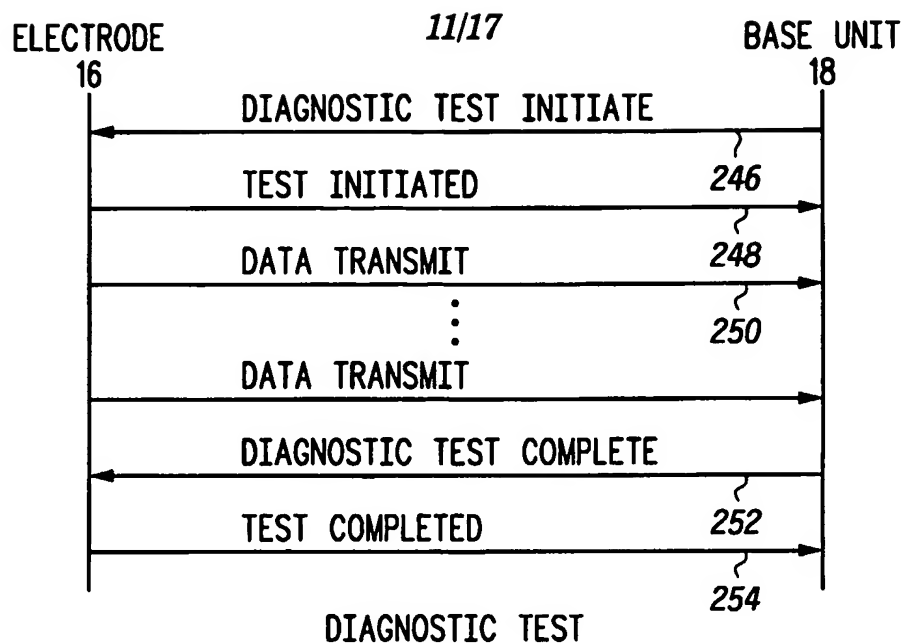 11/17
ELECTRODE
16
BASE UNIT
18
DIAGNOSTIC TEST INITIATE
246
TEST INITIATED
248
DATA TRANSMIT
250
DATA TRANSMIT
DIAGNOSTIC TEST COMPLETE
252
TEST COMPLETED
254
DIAGNOSTIC TEST